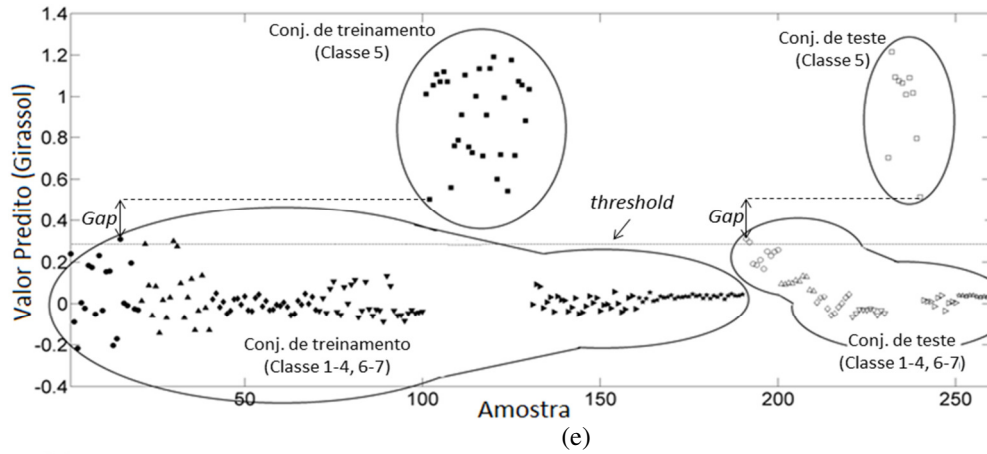 1.4
1.2
1
0.8
0.6
0.4
0.2
0
-0.2
-0.4
Valor Predito (Girassol)
Conj. de treinamento
(Classe 5)
Conj. de teste
(Classe 5)
Gap
threshold
Gap
Conj. de treinamento
(Classe 1-4, 6-7)
Conj. de teste
(Classe 1-4, 6-7)
50
100
150
200
250
Amostra
(e)